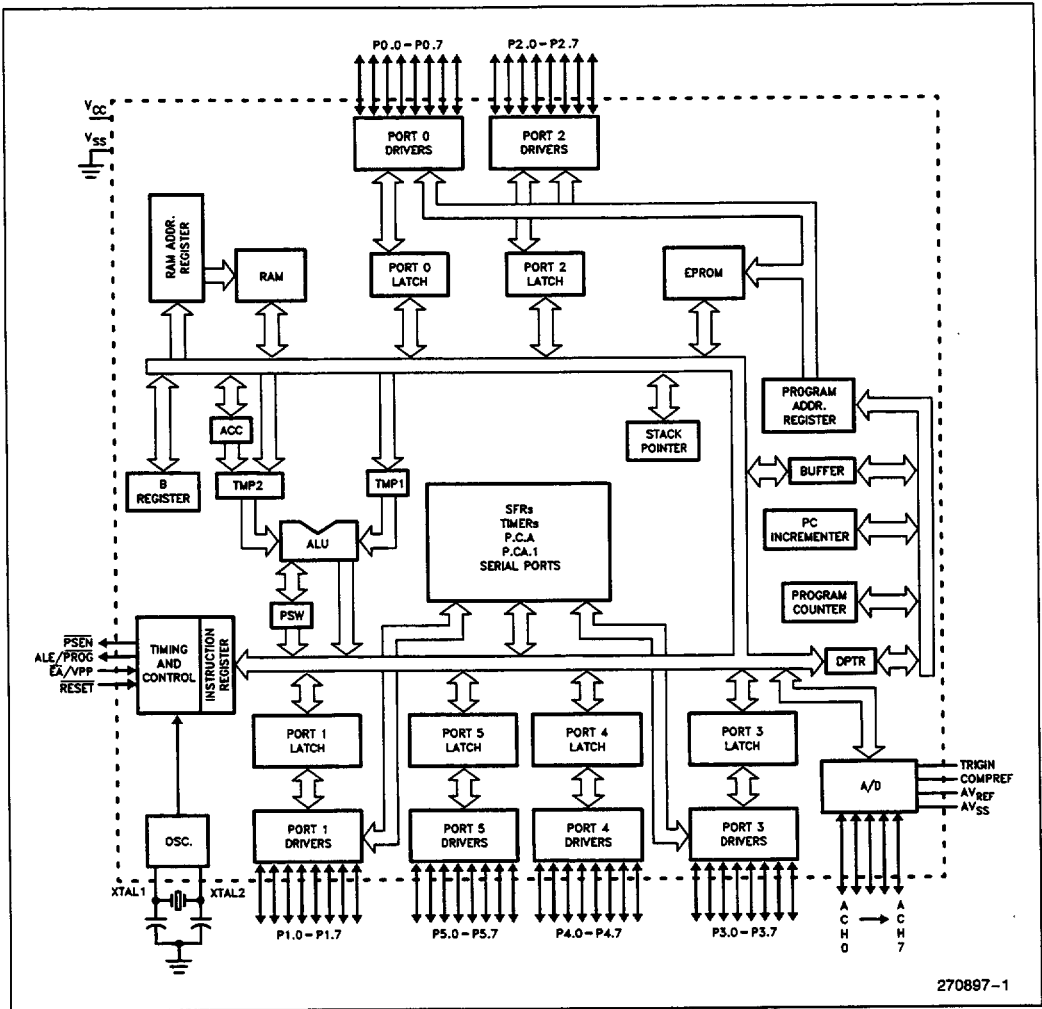 P0.0–P0.7
P2.0–P2.7
VCC
VSS
PORT 0
DRIVERS
PORT 2
DRIVERS
RAM ADDR.
REGISTER
RAM
PORT 0
LATCH
PORT 2
LATCH
EPROM
PROGRAM
ADDR.
REGISTER
ACC
STACK
POINTER
B
REGISTER
TMP2
TMP1
BUFFER
SFRs
TIMERs
P.C.A
P.CA.1
SERIAL PORTS
ALU
PC
INCREMENTER
PSW
PROGRAM
COUNTER
PSEN
ALE/PROG
EA/VPP
RESET
TIMING
AND
CONTROL
INSTRUCTION
REGISTER
DPTR
PORT 1
LATCH
PORT 5
LATCH
PORT 4
LATCH
PORT 3
LATCH
A/D
TRIGIN
COMPREF
AVREF
AVSS
OSC.
PORT 1
DRIVERS
PORT 5
DRIVERS
PORT 4
DRIVERS
PORT 3
DRIVERS
XTAL1
XTAL2
P1.0–P1.7
P5.0–P5.7
P4.0–P4.7
P3.0–P3.7
ACH0
ACH7
270897–1